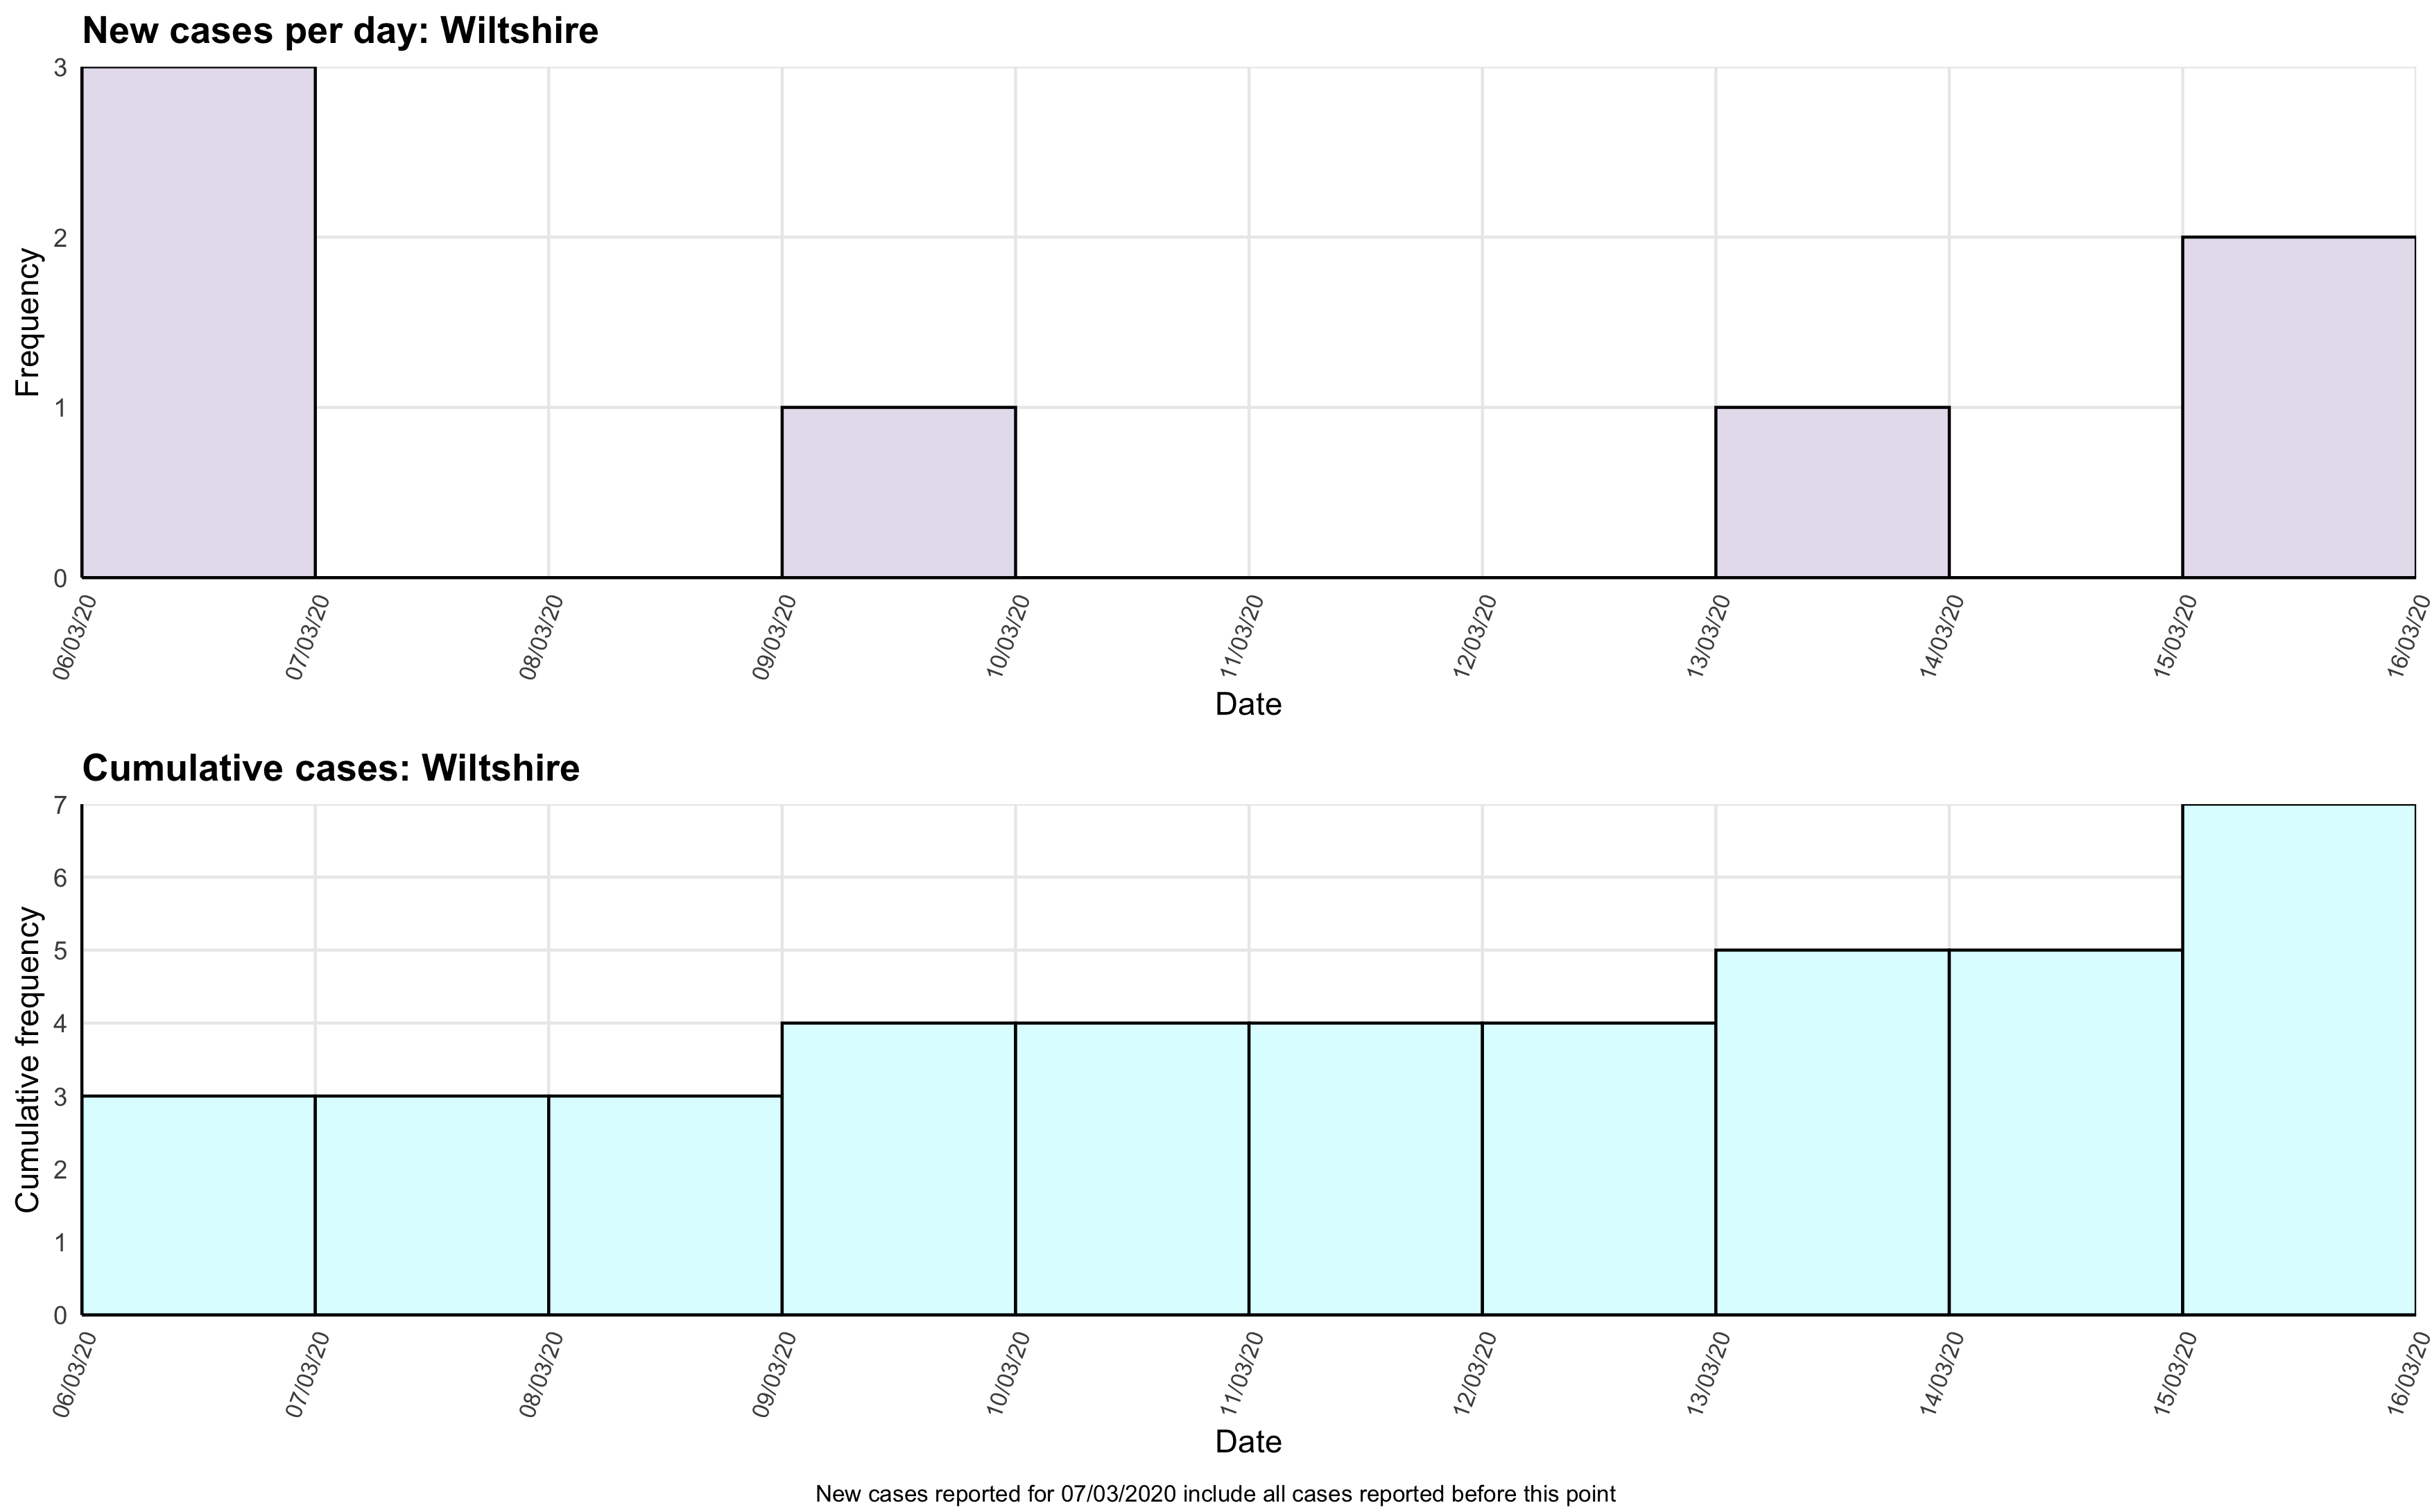 New cases per day: Wiltshire
3
2
1
0
Frequency
06/03/20 07/03/20 08/03/20 09/03/20 10/03/20 11/03/20 12/03/20 13/03/20 14/03/20 15/03/20 16/03/20
Date
Cumulative cases: Wiltshire
7
6
5
4
3
2
1
0
Cumulative frequency
06/03/20 07/03/20 08/03/20 09/03/20 10/03/20 11/03/20 12/03/20 13/03/20 14/03/20 15/03/20 16/03/20
Date
New cases reported for 07/03/2020 include all cases reported before this point